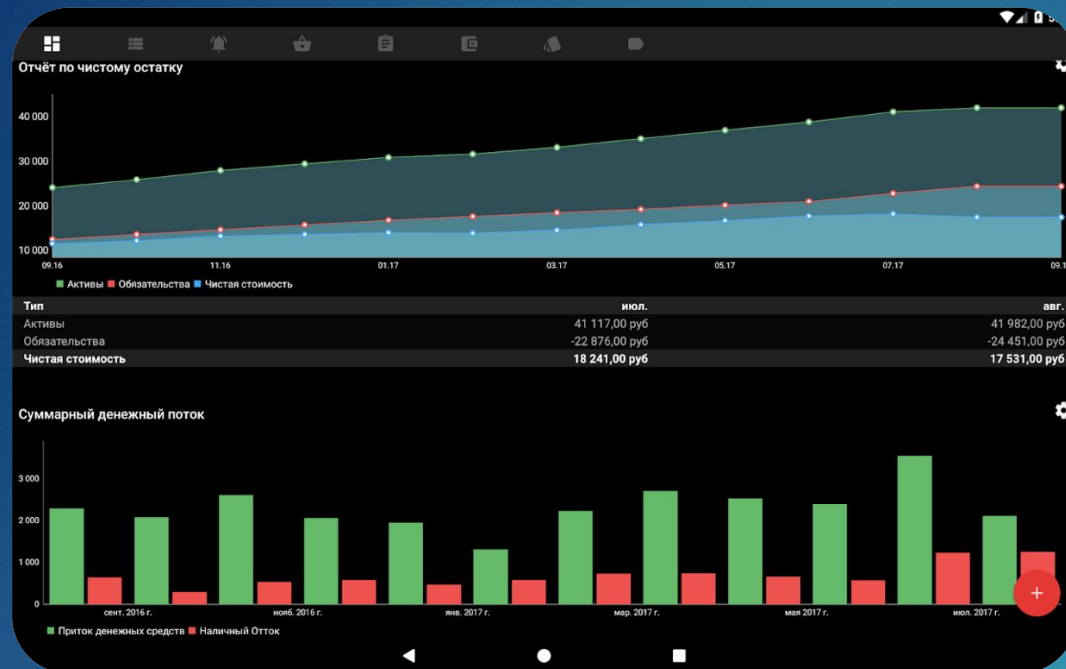 Отчёт по чистому остатку
40 000
30 000
20 000
10 000
09.16 11.16 01.17 03.17 05.17 07.17
Активы Обязательства Чистая стоимость
Тип июл. авг.
Активы 41 117,00 руб 41 982,00 руб
Обязательства -22 876,00 руб -24 451,00 руб
Чистая стоимость 18 241,00 руб 17 531,00 руб
Суммарный денежный поток
3 000
2 000
1 000
0
сент. 2016 г. нояб. 2016 г. янв. 2017 г. мар. 2017 г. мая 2017 г. июл. 2017 г.
Приток денежных средств Наличный Отток